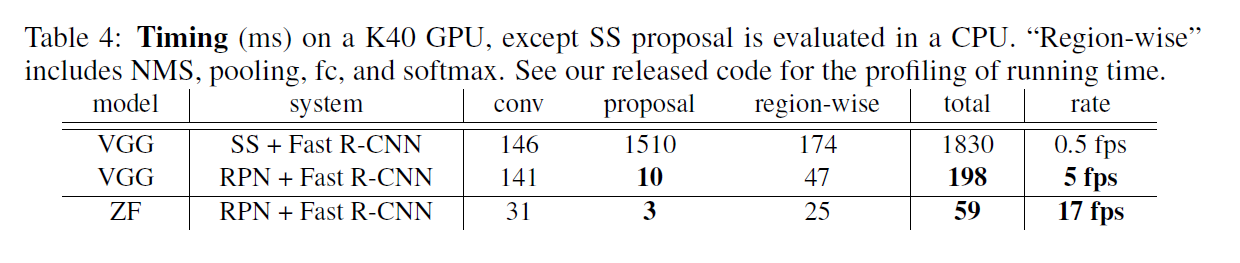 Table 4: Timing (ms) on a K40 GPU, except SS proposal is evaluated in a CPU. “Region-wise”
includes NMS, pooling, fc, and softmax. See our released code for the profiling of running time.
model system conv proposal region-wise total rate
VGG SS + Fast R-CNN 146 1510 174 1830 0.5 fps
VGG RPN + Fast R-CNN 141 10 47 198 5 fps
ZF RPN + Fast R-CNN 31 3 25 59 17 fps